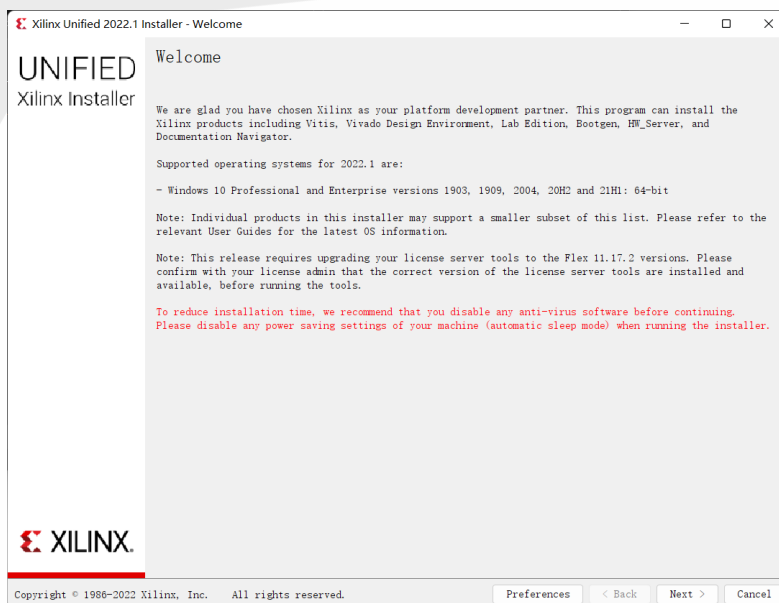 Xilinx Unified 2022.1 Installer - Welcome
UNIFIED
Xilinx Installer
Welcome
We are glad you have chosen Xilinx as your platform development partner. This program can install the
Xilinx products including Vitis, Vivado Design Environment, Lab Edition, Bootgen, HW_Server, and
Documentation Navigator.
Supported operating systems for 2022.1 are:
- Windows 10 Professional and Enterprise versions 1903, 1909, 2004, 20H2 and 21H1: 64-bit
Note: Individual products in this installer may support a smaller subset of this list. Please refer to the
relevant User Guides for the latest OS information.
Note: This release requires upgrading your license server tools to the Flex 11.17.2 versions. Please
confirm with your license admin that the correct version of the license server tools are installed and
available, before running the tools.
To reduce installation time, we recommend that you disable any anti-virus software before continuing.
Please disable any power saving settings of your machine (automatic sleep mode) when running the installer.
XILINX.
Copyright © 1986-2022 Xilinx, Inc. All rights reserved.
Preferences
< Back
Next >
Cancel